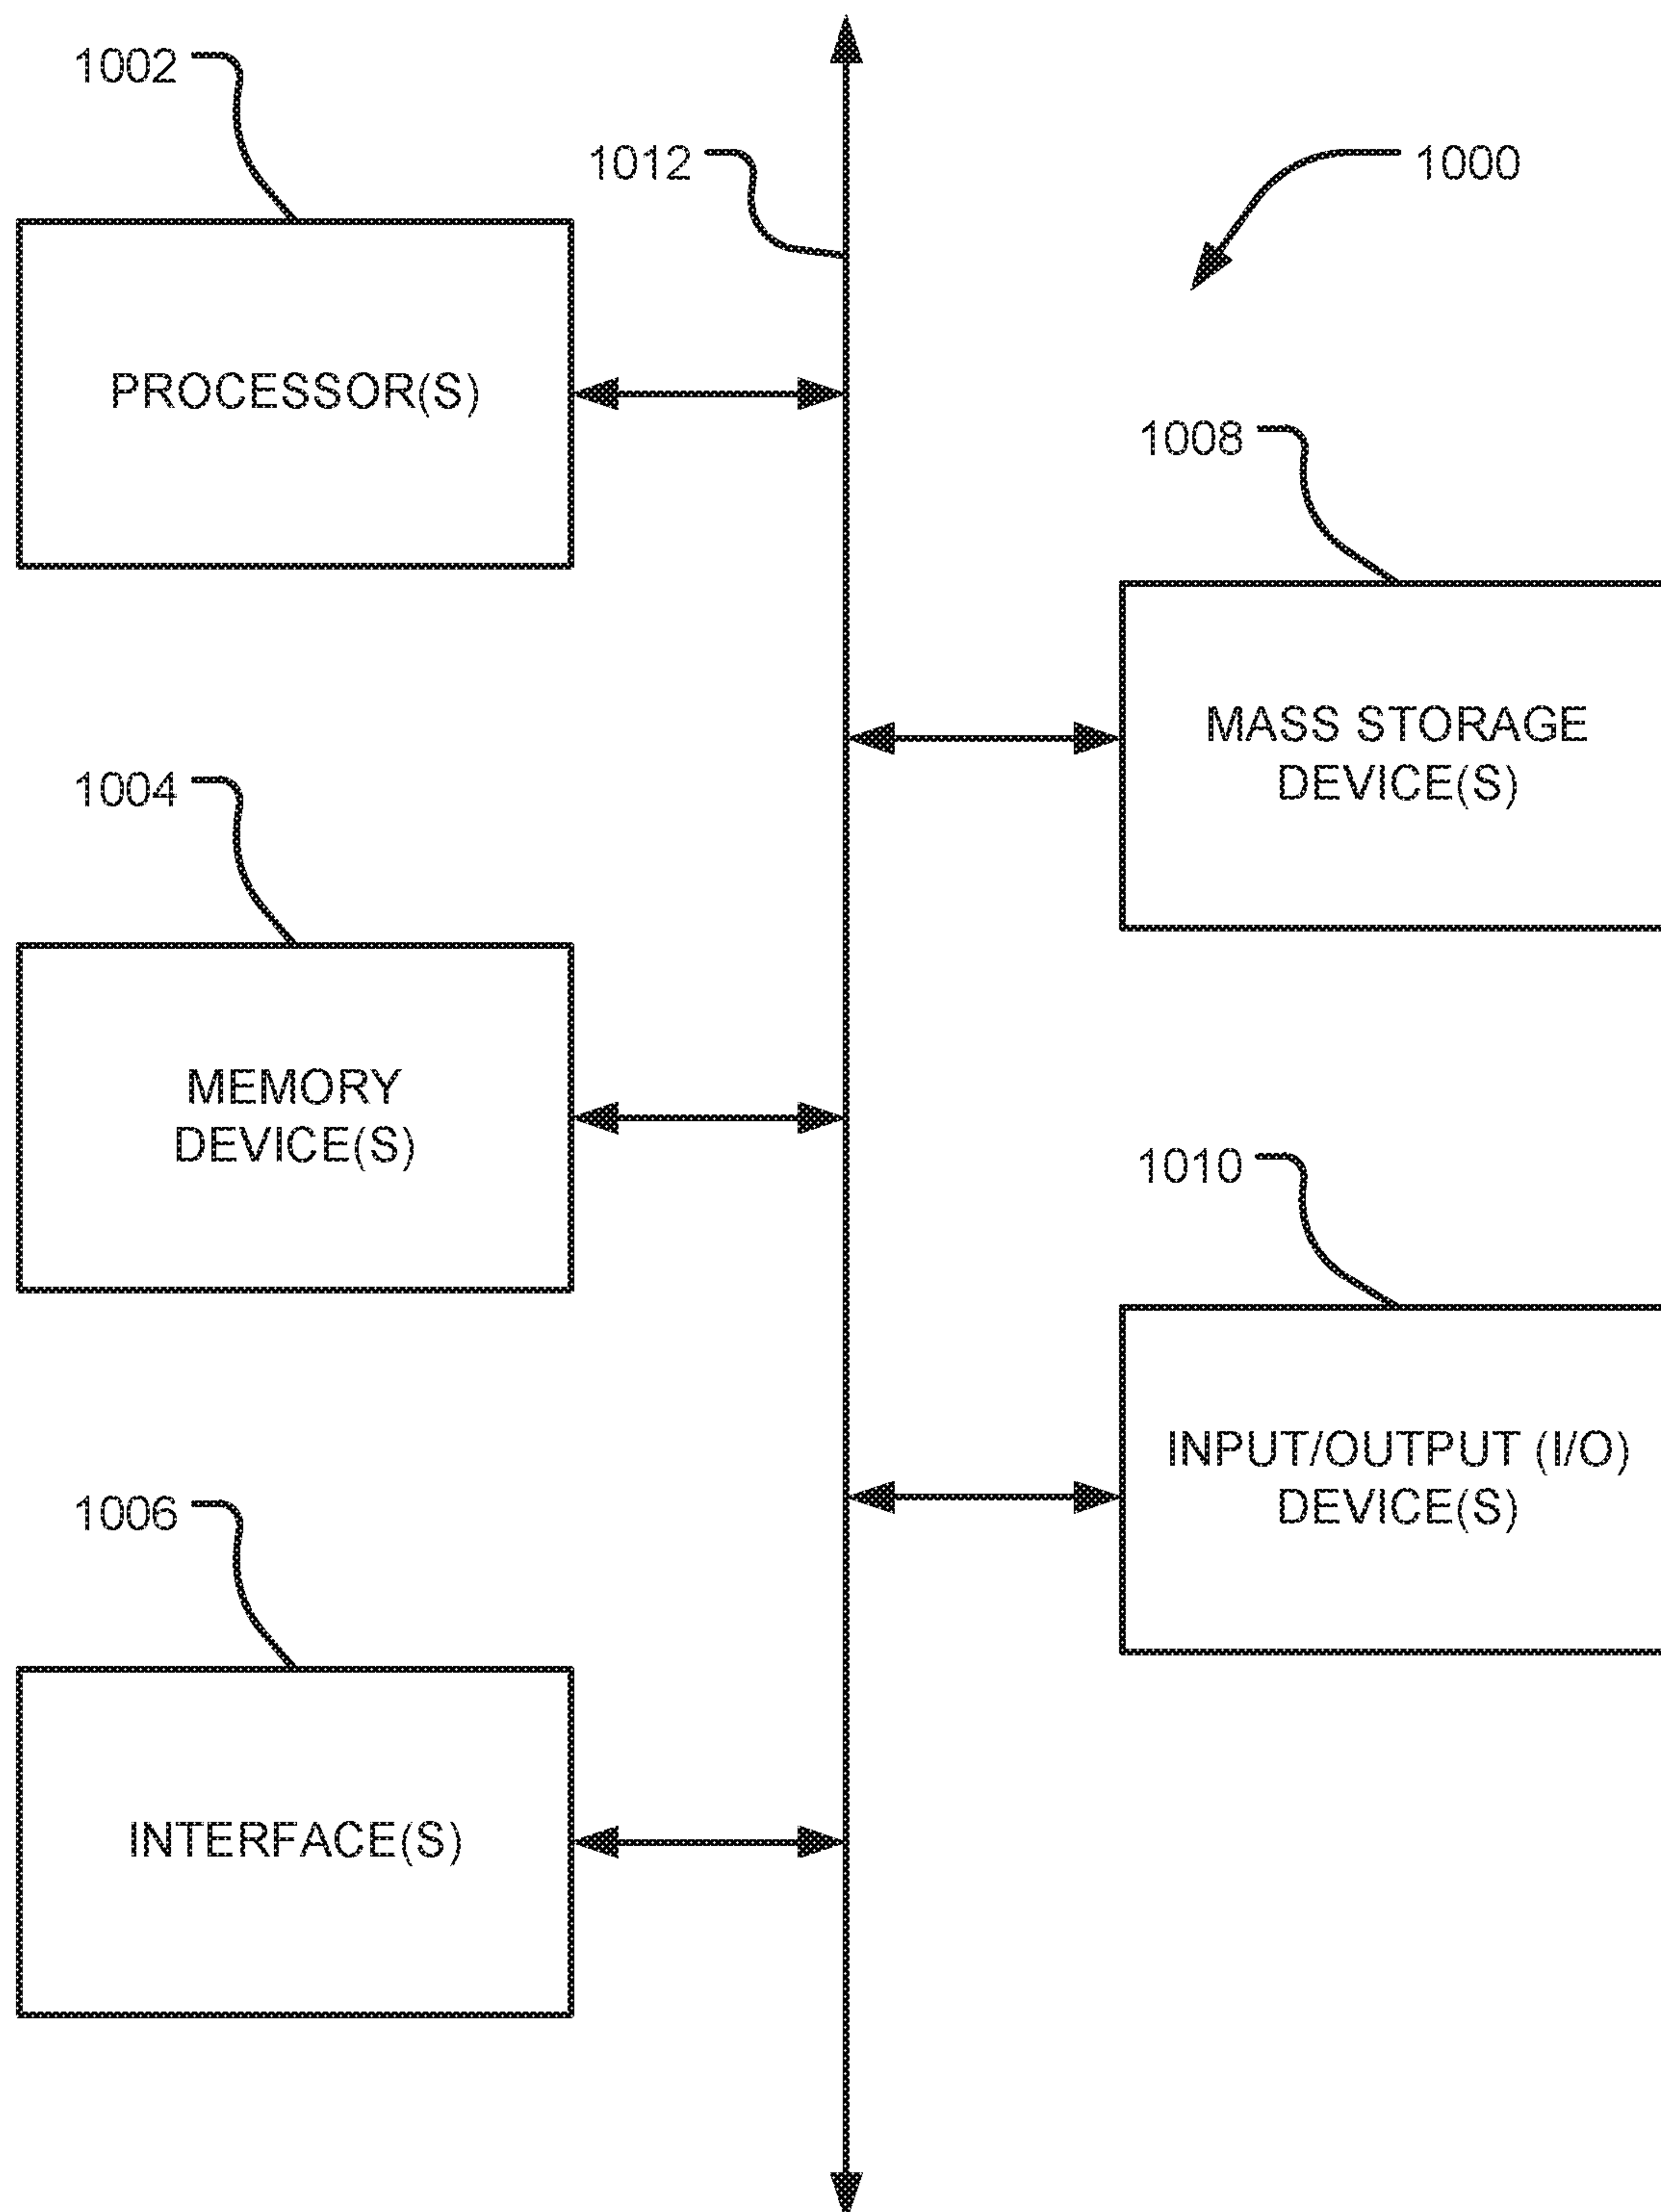 1002
1012
1000
PROCESSOR(S)
1008
MASS STORAGE
DEVICE(S)
1004
MEMORY
DEVICE(S)
1010
INPUT/OUTPUT (I/O)
DEVICE(S)
1006
INTERFACE(S)